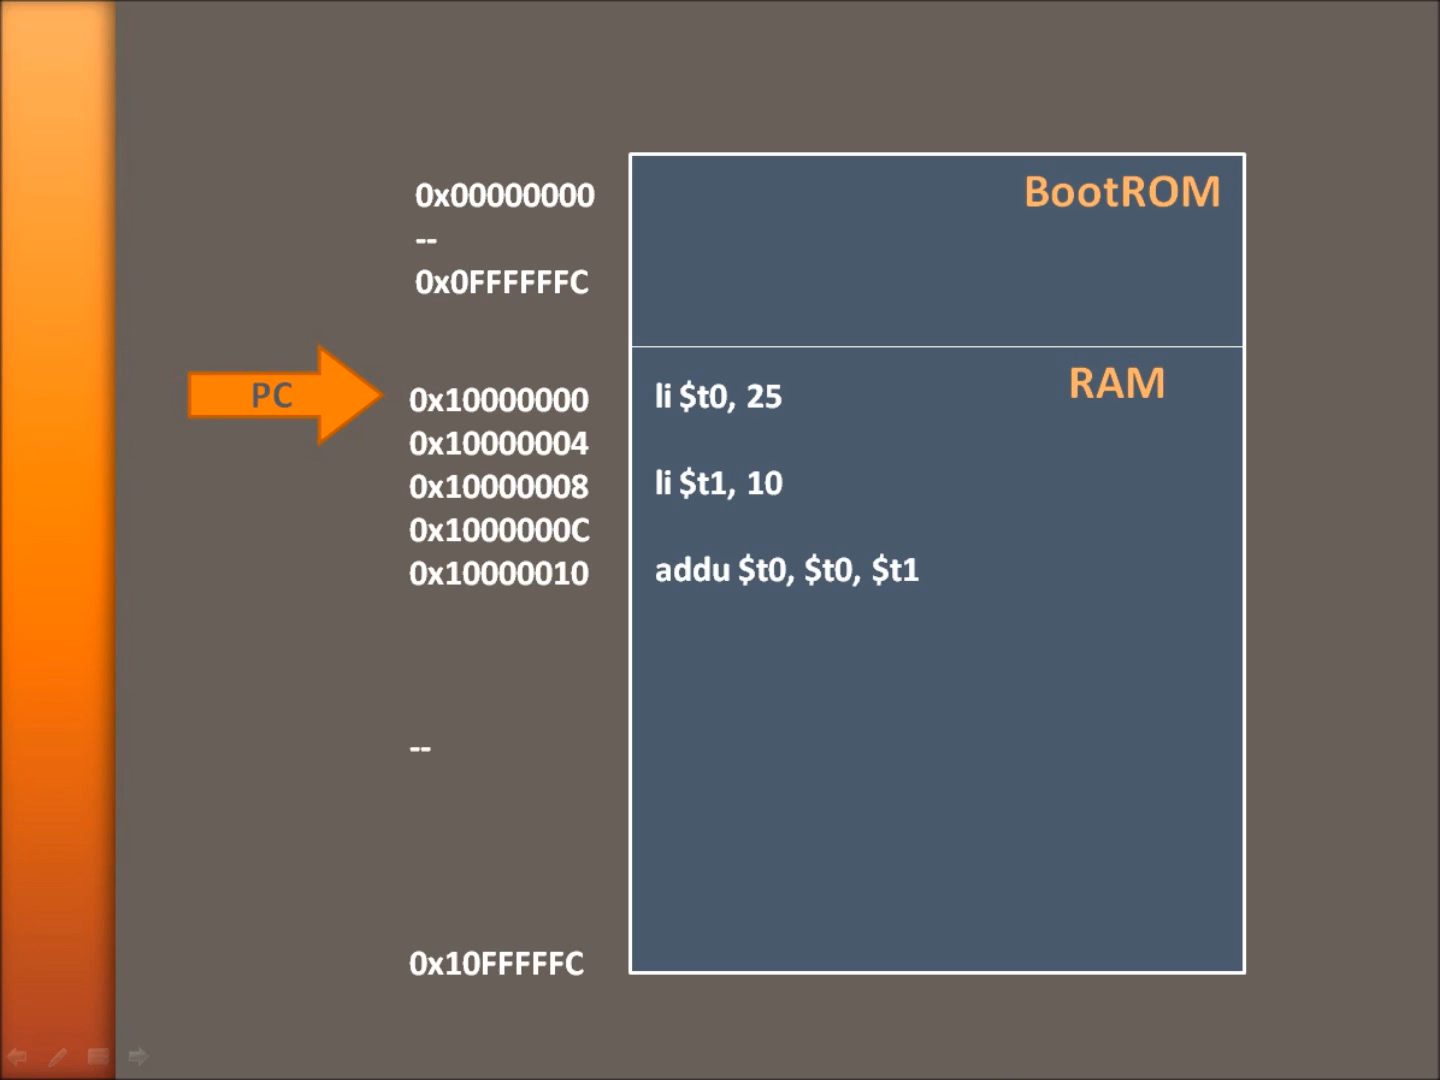 0x00000000
BootROM
--
0x0FFFFFFC
PC
0x10000000
li $t0, 25
RAM
0x10000004
0x10000008
li $t1, 10
0x1000000C
0x10000010
addu $t0, $t0, $t1
--
0x10FFFFFC